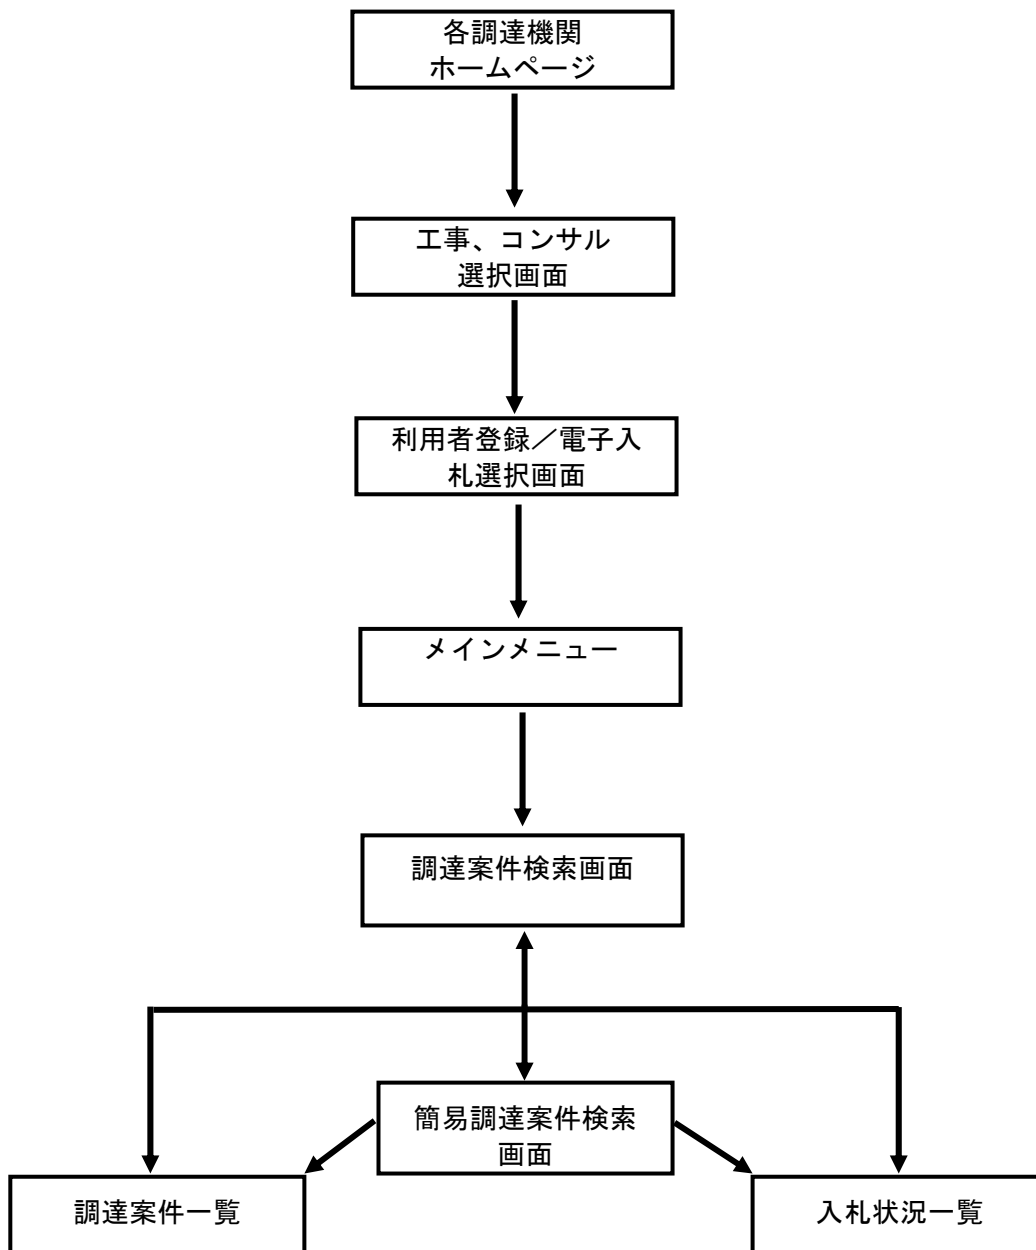 各調達機関
ホームページ
工事、コンサル
選択画面
利用者登録／電子入
札選択画面
メインメニュー
調達案件検索画面
簡易調達案件検索
画面
調達案件一覧
入札状況一覧